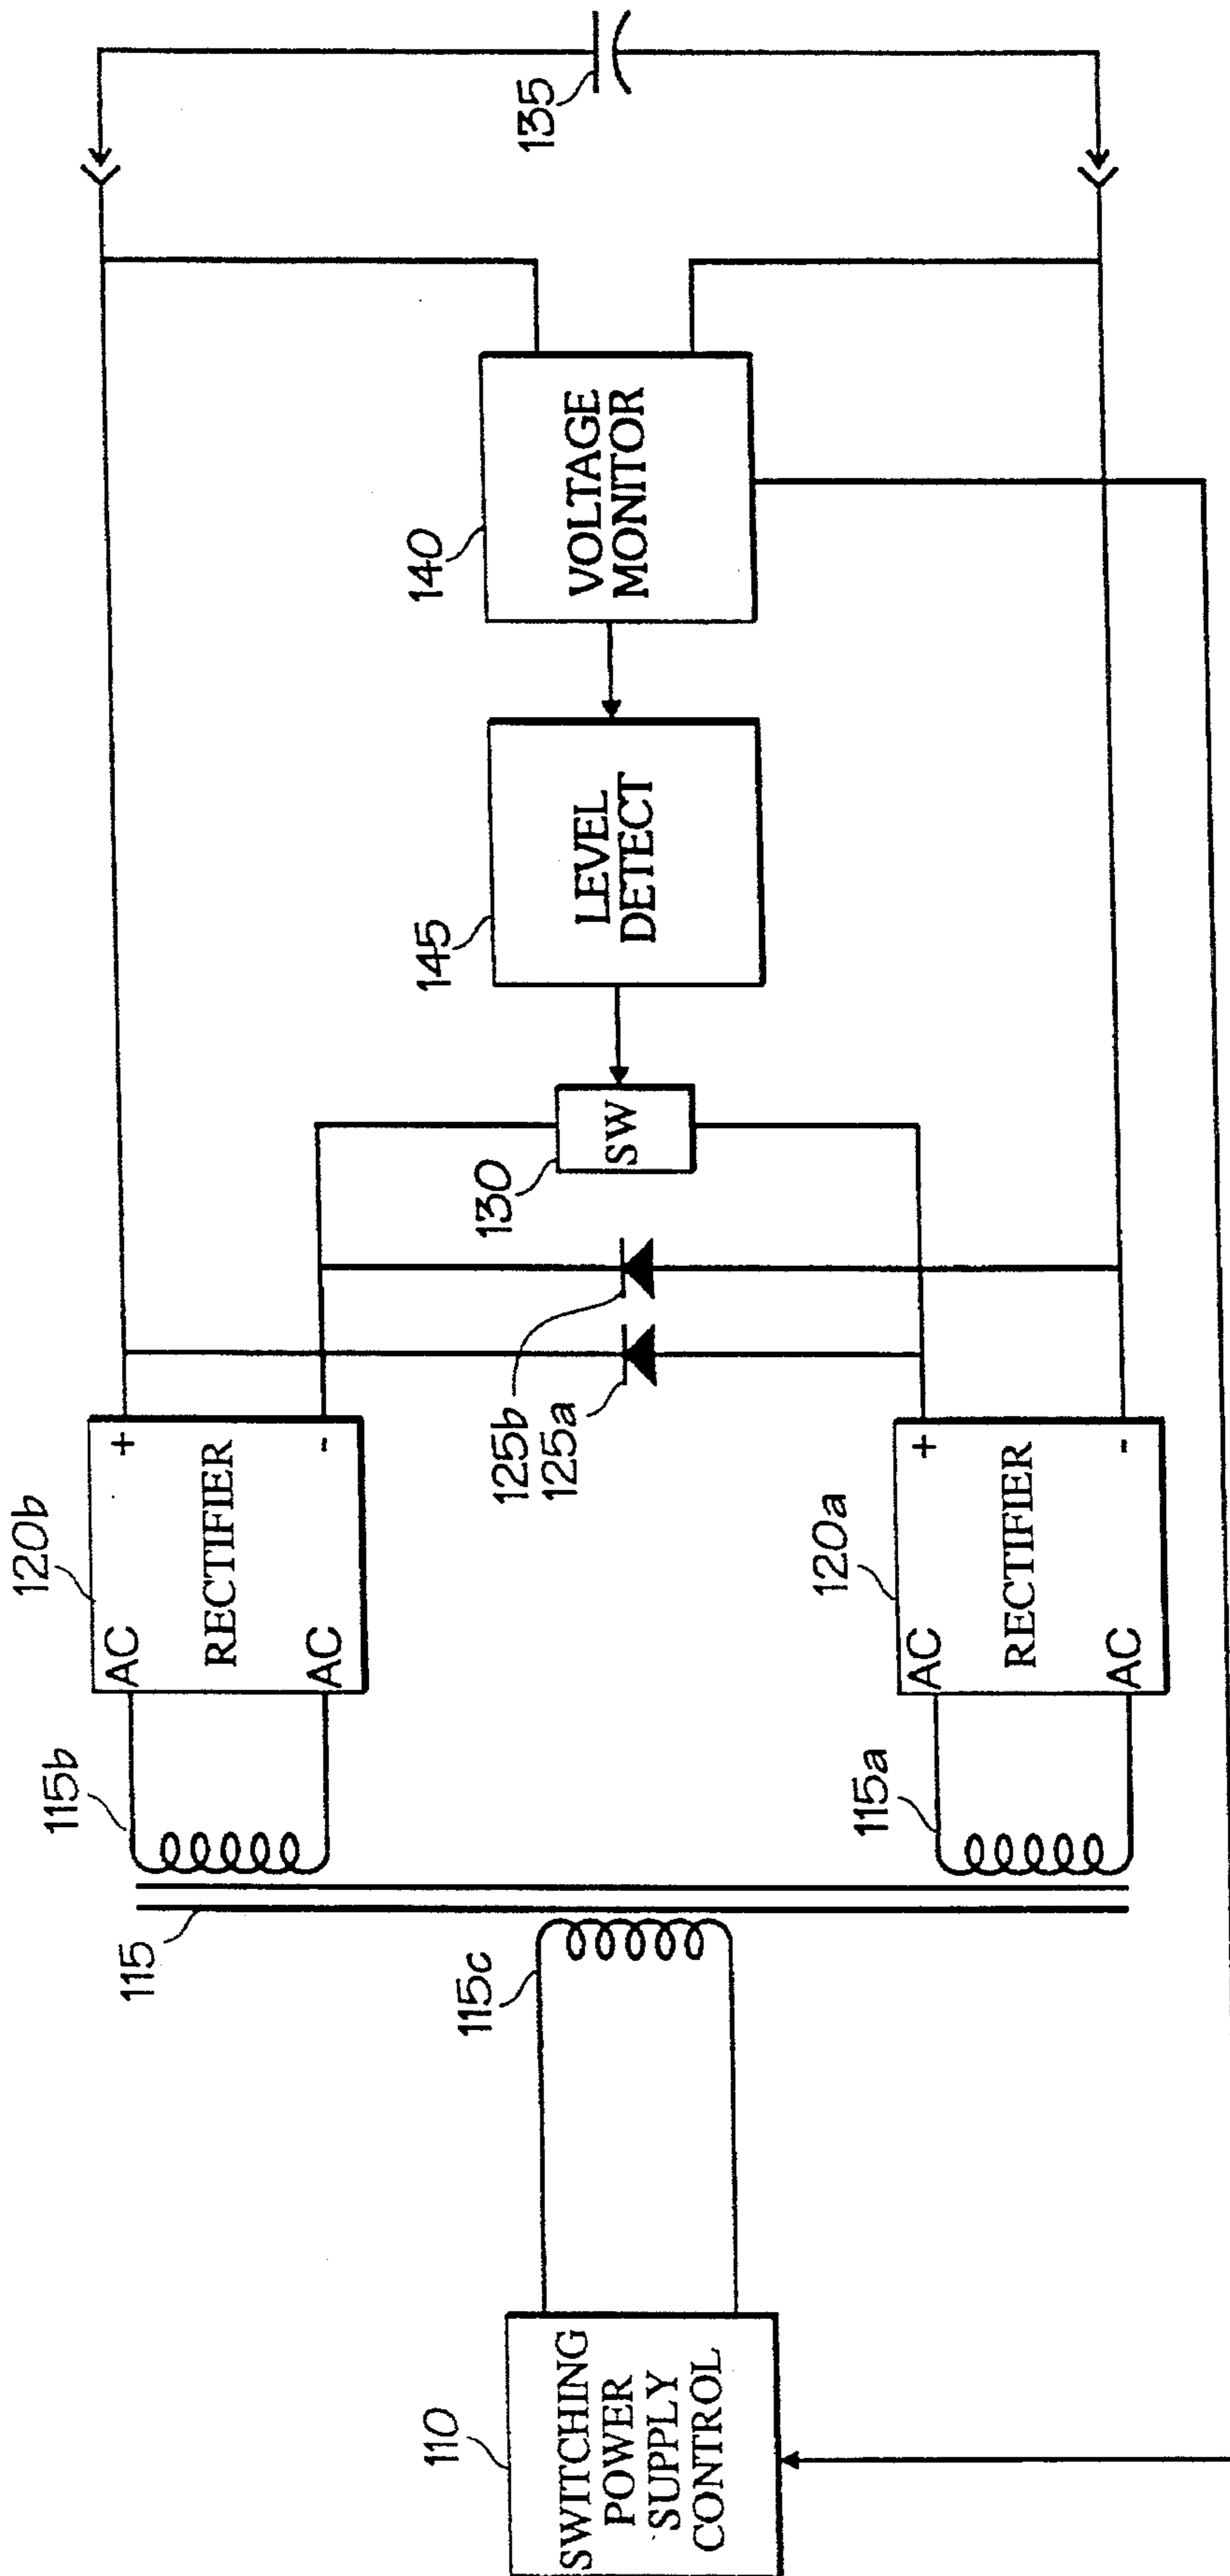 110
SWITCHING
POWER
SUPPLY
CONTROL
115
115c
115b
115a
120b
AC
+
RECTIFIER
AC
-
120a
AC
+
RECTIFIER
AC
-
125b
125a
130
SW
145
LEVEL
DETECT
140
VOLTAGE
MONITOR
135